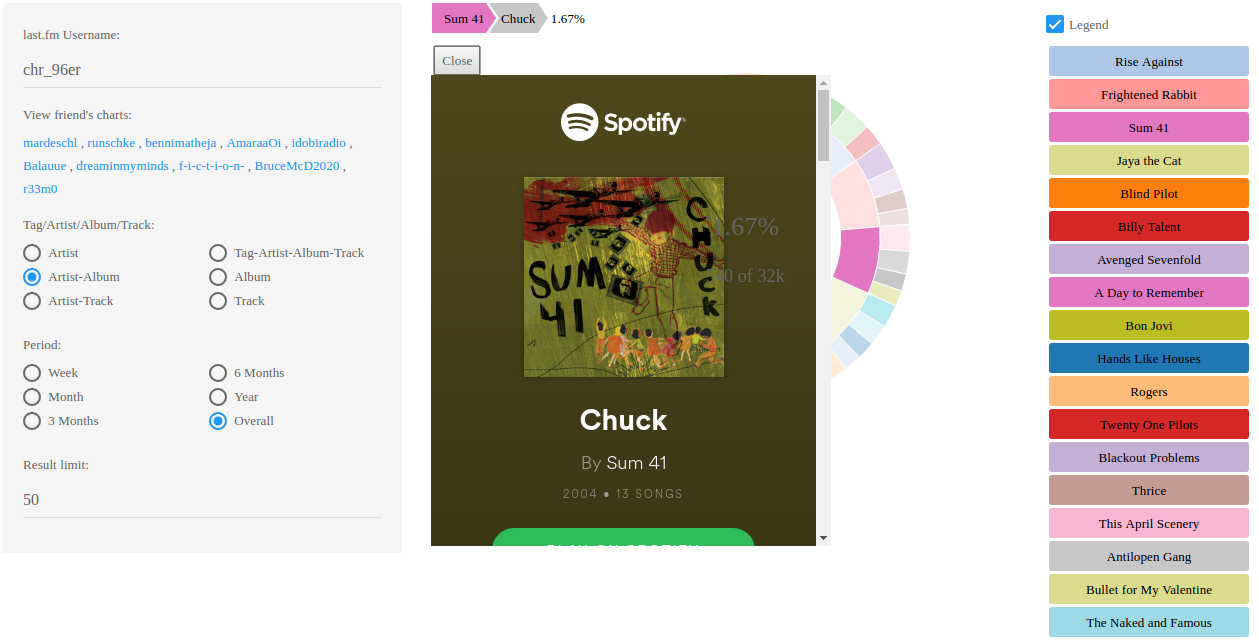 last.fm Username:
chr_96er
View friend's charts:
mardeschl , runschke , bennimatheja , AmaraaOi , idobiradio ,
Balauue , dreaminmyminds , f-i-c-t-i-o-n- , BruceMcD2020 ,
r33m0
Tag/Artist/Album/Track:
Artist
Tag-Artist-Album-Track
Artist-Album
Album
Artist-Track
Track
Period:
Week
6 Months
Month
Year
3 Months
Overall
Result limit:
50
Sum 41 Chuck 1.67%
Close
Spotify
CHUCK
SUM
41
1.67%
of 32k
Chuck
By Sum 41
2004 • 13 SONGS
PLAY ON SPOTIFY
Legend
Rise Against
Frightened Rabbit
Sum 41
Jaya the Cat
Blind Pilot
Billy Talent
Avenged Sevenfold
A Day to Remember
Bon Jovi
Hands Like Houses
Rogers
Twenty One Pilots
Blackout Problems
Thrice
This April Scenery
Antilopen Gang
Bullet for My Valentine
The Naked and Famous